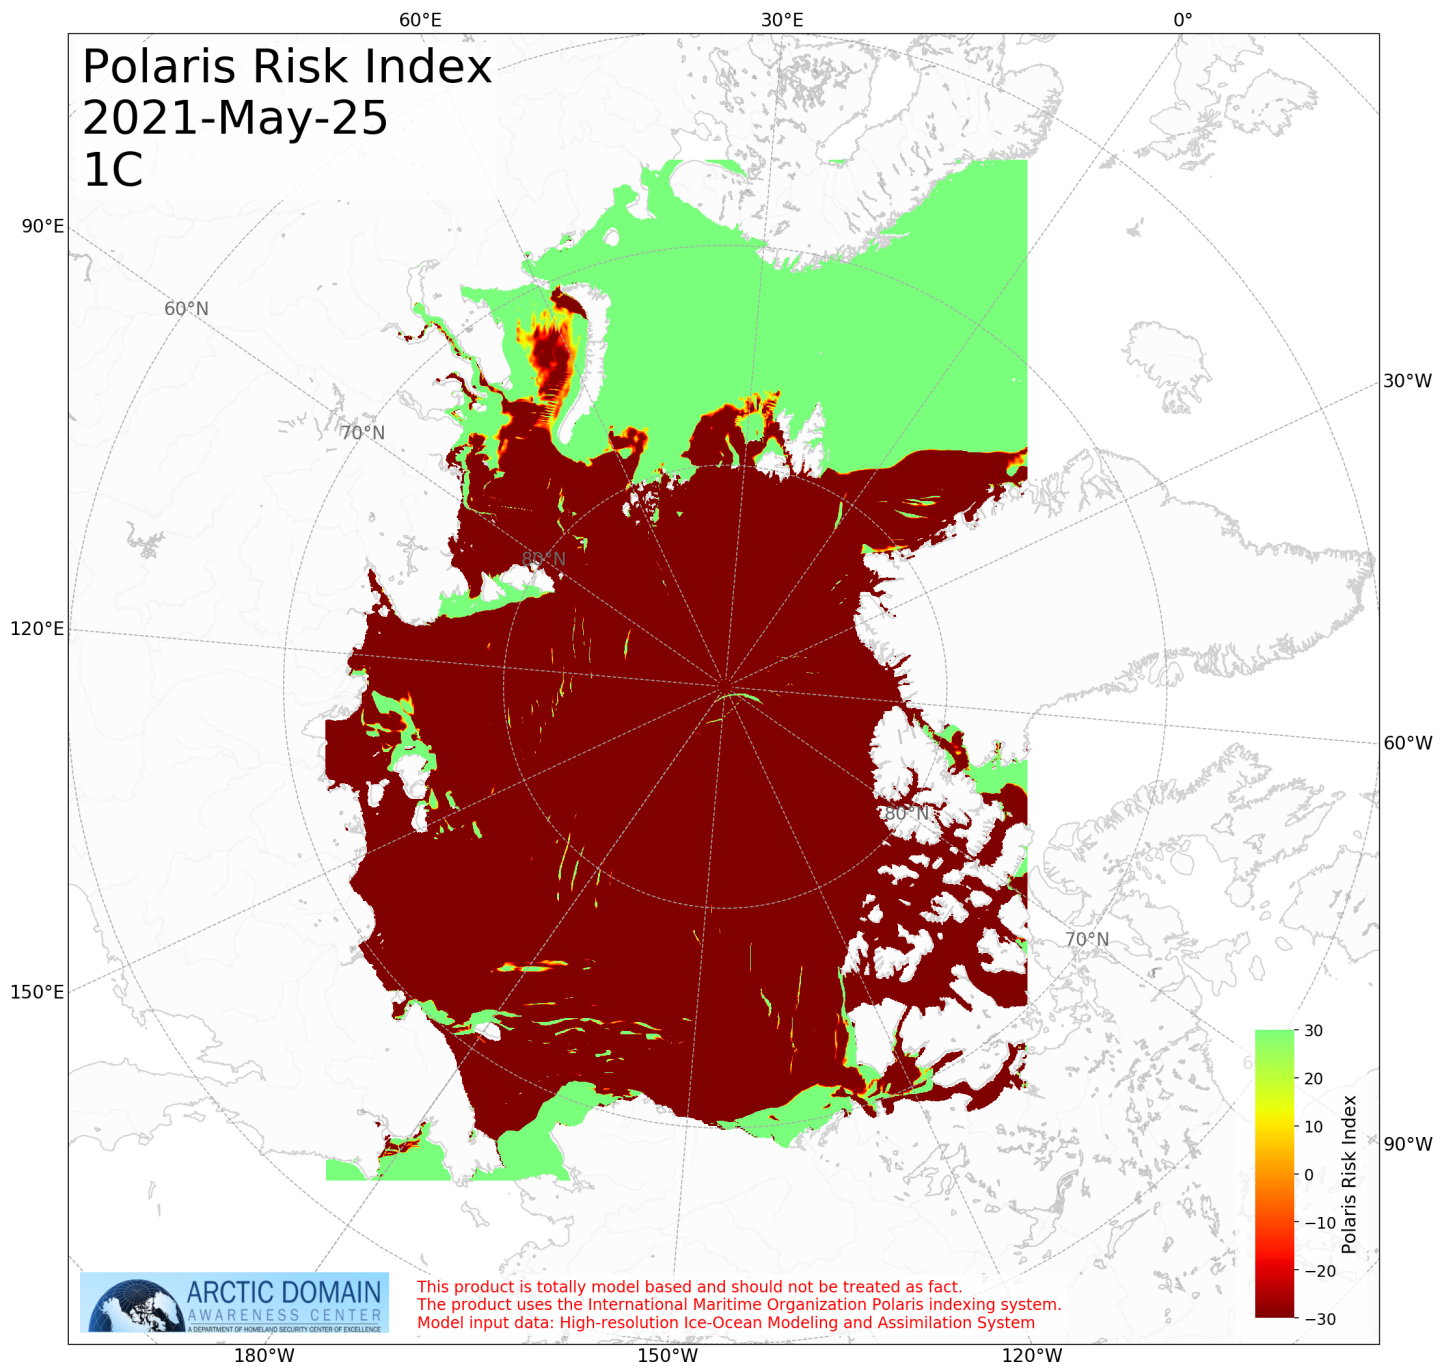 60°E
30°E
0°
Polaris Risk Index
2021-May-25
1C
90°E
60°N
30°W
70°N
80°N
120°E
60°W
80°N
70°N
150°E
30
20
10
0
−10
−20
−30
Polaris Risk Index
90°W
ARCTIC DOMAIN
AWARENESS CENTER
A DEPARTMENT OF HOMELAND SECURITY CENTER OF EXCELLENCE
This product is totally model based and should not be treated as fact.
The product uses the International Maritime Organization Polaris indexing system.
Model input data: High-resolution Ice-Ocean Modeling and Assimilation System
180°W
150°W
120°W